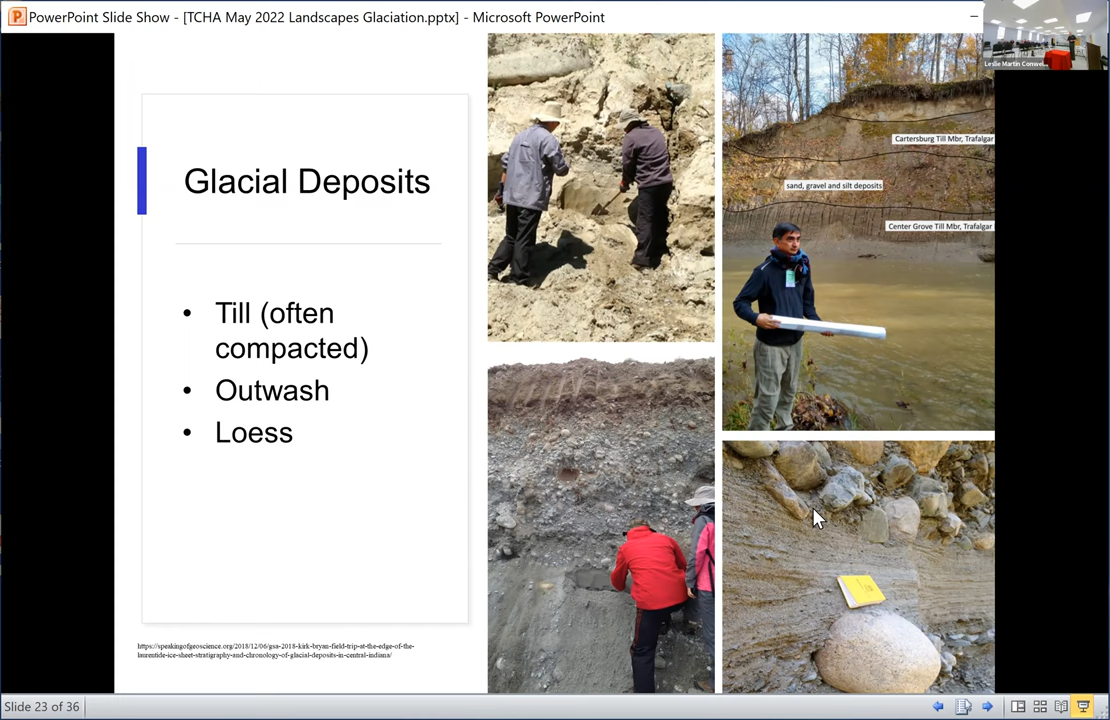 PowerPoint Slide Show - [TCHA May 2022 Landscapes Glaciation.pptx] - Microsoft PowerPoint
Leslie Martin Conwe
Glacial Deposits
• Till (often
compacted)
• Outwash
• Loess
Cartersburg Till Mbr, Trafalgar
sand, gravel and silt deposits
Center Grove Till Mbr, Trafalgar
https://speakingofgeoscience.org/2018/12/06/gsa-2018-kirk-bryan-field-trip-at-the-edge-of-the-
laurentide-ice-sheet-stratigraphy-and-chronology-of-glacial-deposits-in-central-indiana/
Slide 23 of 36